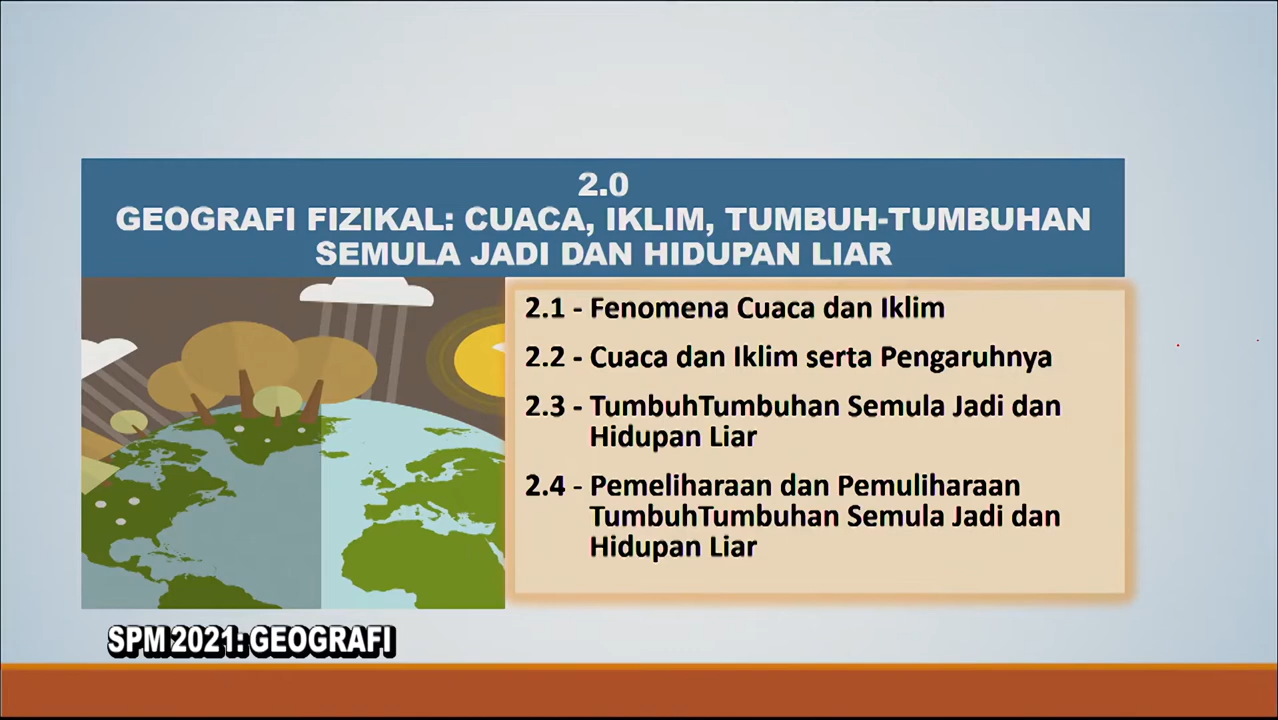 2.0
GEOGRAFI FIZIKAL: CUACA, IKLIM, TUMBUH-TUMBUHAN
SEMULA JADI DAN HIDUPAN LIAR
2.1 - Fenomena Cuaca dan Iklim
2.2 - Cuaca dan Iklim serta Pengaruhnya
2.3 - TumbuhTumbuhan Semula Jadi dan
Hidupan Liar
2.4 - Pemeliharaan dan Pemuliharaan
TumbuhTumbuhan Semula Jadi dan
Hidupan Liar
SPM 2021: GEOGRAFI